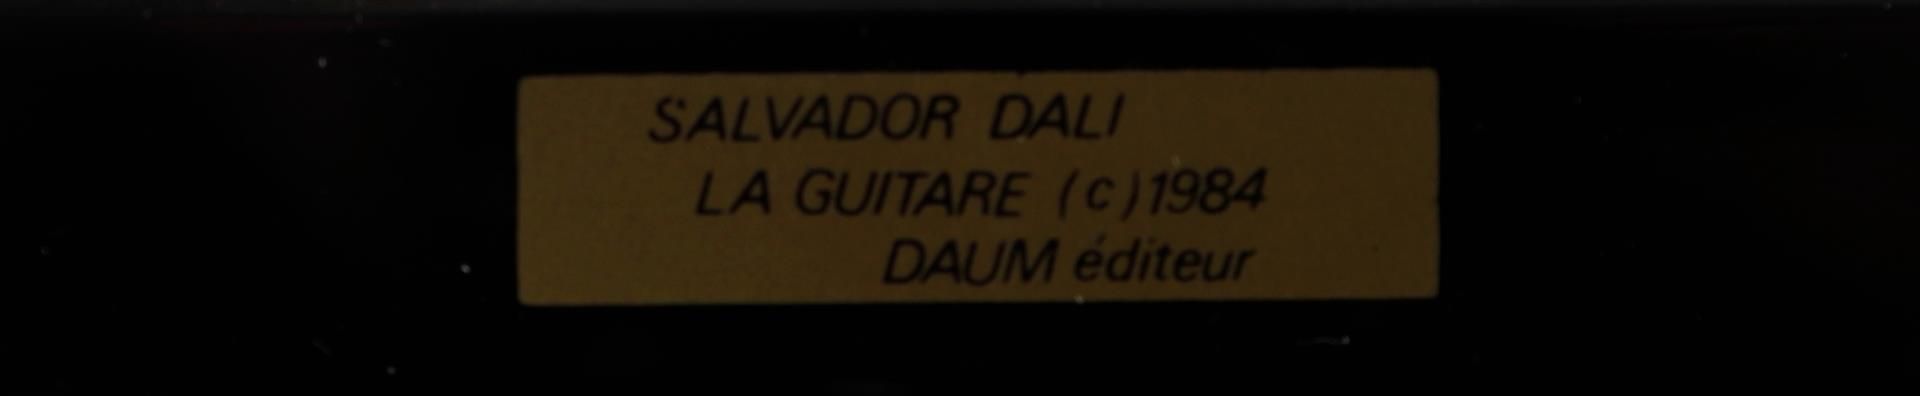 SALVADOR DALI
LA GUITARE (c)1984
DAUM éditeur